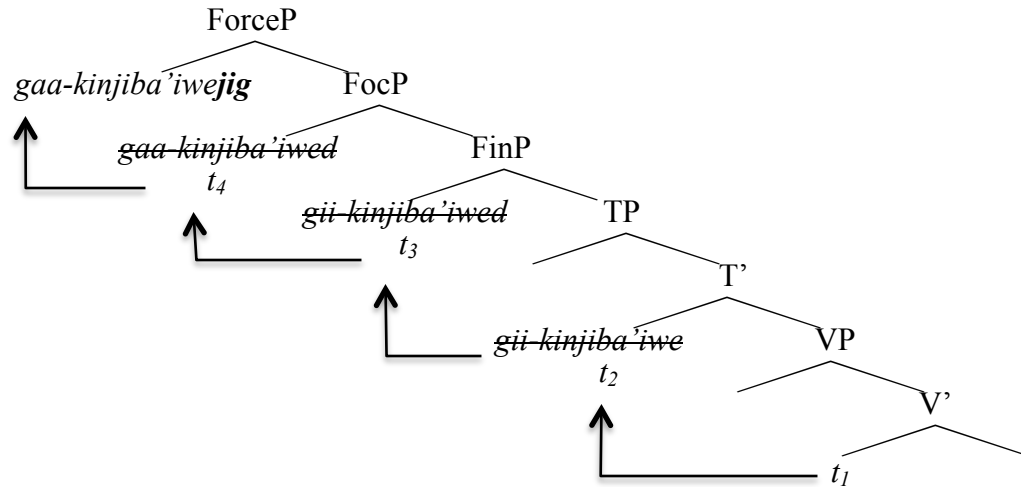 ForceP
gaa-kinjiba’iwejig FocP
gaa-kinjiba’iwed FinP
t4
gii-kinjiba’iwed TP
t3
T’
gii-kinjiba’iwe VP
t2
V’
t1